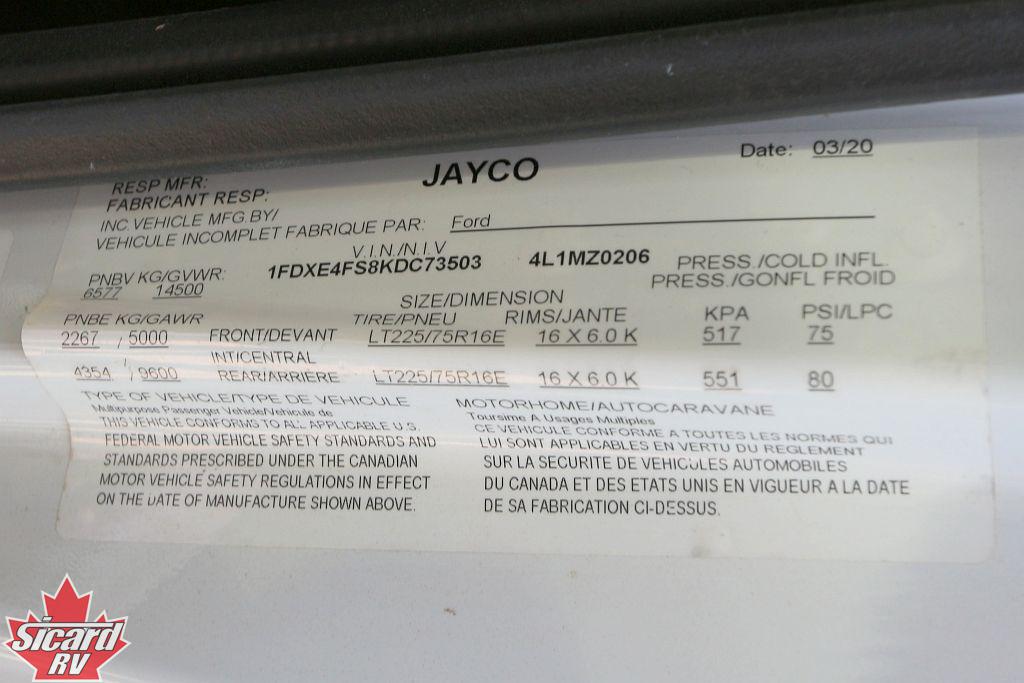 JAYCO Date: 03/20
RESP MFR:
FABRICANT RESP:
INC.VEHICLE MFG.BY/
VEHICULE INCOMPLET FABRIQUE PAR: Ford
V.I.N./N.I.V
PNBV KG/GVWR: 1FDXE4FS8KDC73503 4L1MZ0206 PRESS./COLD INFL.
6577 14500 PRESS./GONFL FROID
SIZE/DIMENSION
PNBE KG/GAWR TIRE/PNEU RIMS/JANTE KPA PSI/LPC
2267 / 5000 FRONT/DEVANT LT225/75R16E 16 X 6.0 K 517 75
/ INT/CENTRAL
4354 / 9600 REAR/ARRIÈRE LT225/75R16E 16 X 6.0 K 551 80
TYPE OF VEHICLE/TYPE DE VEHICULE MOTORHOME/AUTOCARAVANE
Multipurpose Passenger Vehicle/Vehicule de Toursime A Usages Multiples
THIS VEHICLE CONFORMS TO ALL APPLICABLE U.S.
FEDERAL MOTOR VEHICLE SAFETY STANDARDS AND
STANDARDS PRESCRIBED UNDER THE CANADIAN
MOTOR VEHICLE SAFETY REGULATIONS IN EFFECT
ON THE DATE OF MANUFACTURE SHOWN ABOVE.
CE VEHICULE CONFORME A TOUTES LES NORMES QUI
LUI SONT APPLICABLES EN VERTU DU REGLEMENT
SUR LA SECURITE DE VEHICULES AUTOMOBILES
DU CANADA ET DES ETATS UNIS EN VIGUEUR A LA DATE
DE SA FABRICATION CI-DESSUS.
Sicard
RV